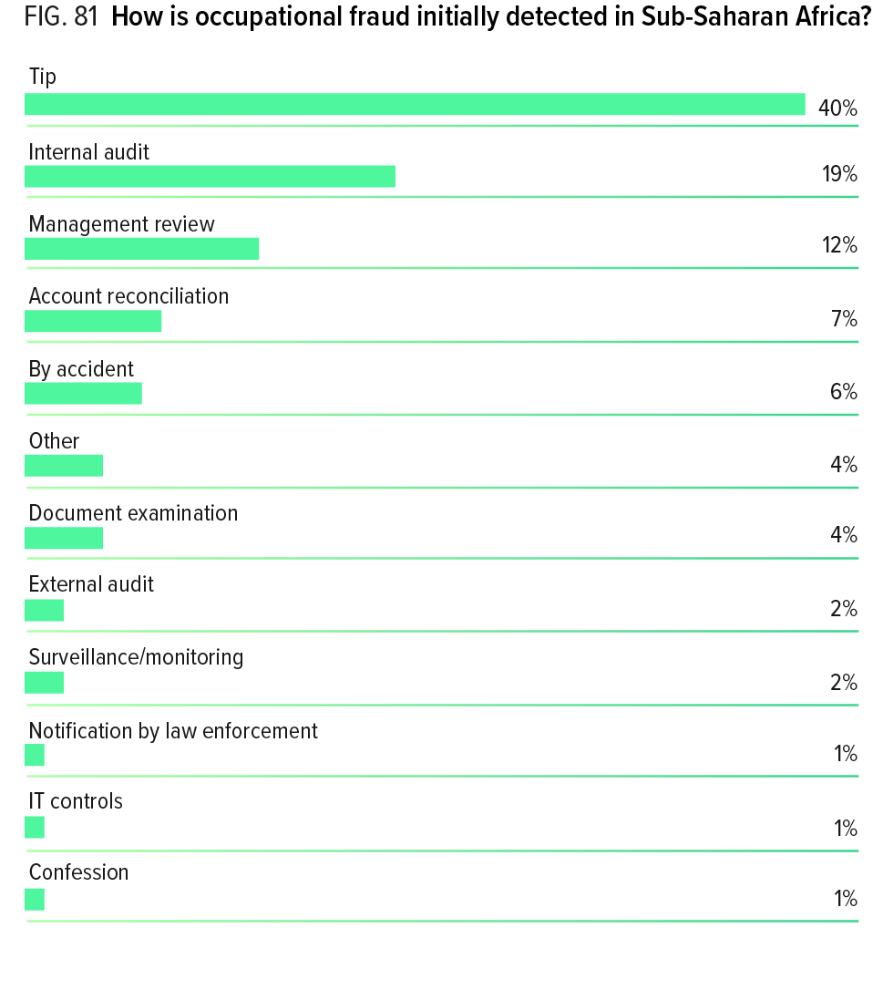 FIG. 81 How is occupational fraud initially detected in Sub-Saharan Africa?
Tip
40%
Internal audit
19%
Management review
12%
Account reconciliation
7%
By accident
6%
Other
4%
Document examination
4%
External audit
2%
Surveillance/monitoring
2%
Notification by law enforcement
1%
IT controls
1%
Confession
1%